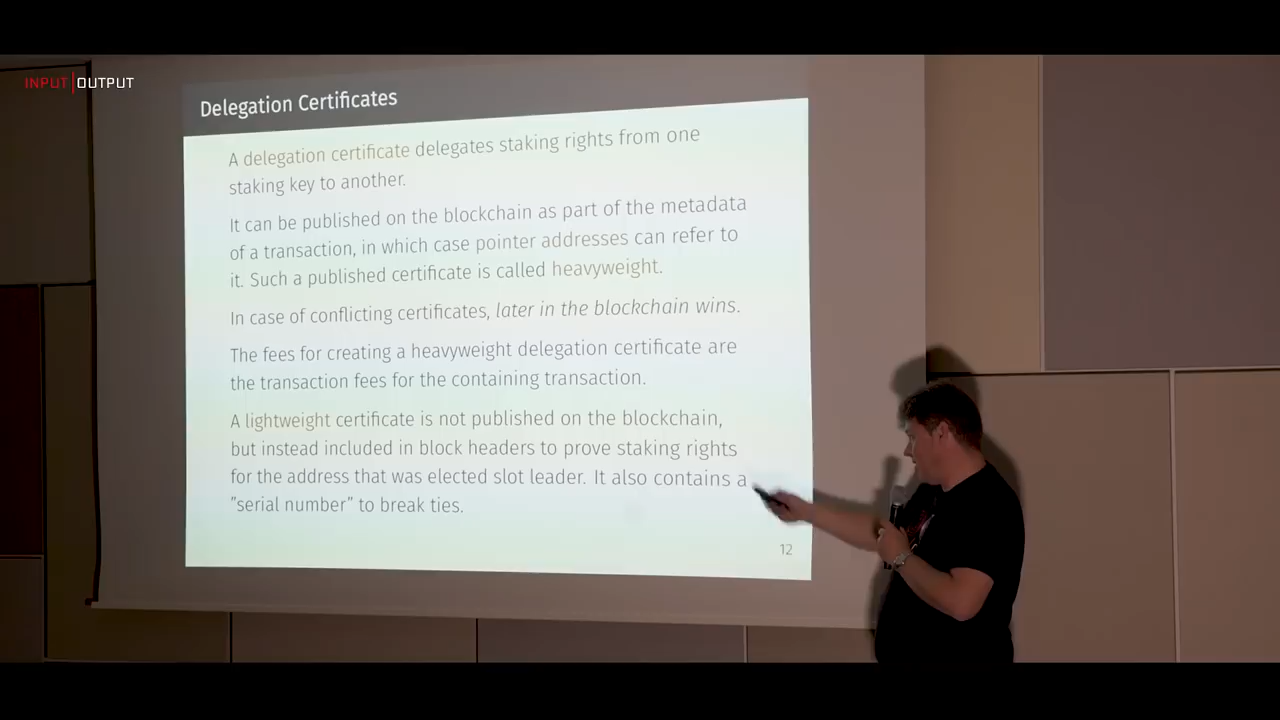 INPUT|OUTPUT
Delegation Certificates
A delegation certificate delegates staking rights from one
staking key to another.
It can be published on the blockchain as part of the metadata
of a transaction, in which case pointer addresses can refer to
it. Such a published certificate is called heavyweight.
In case of conflicting certificates, later in the blockchain wins.
The fees for creating a heavyweight delegation certificate are
the transaction fees for the containing transaction.
A lightweight certificate is not published on the blockchain,
but instead included in block headers to prove staking rights
for the address that was elected slot leader. It also contains a
"serial number" to break ties.
12